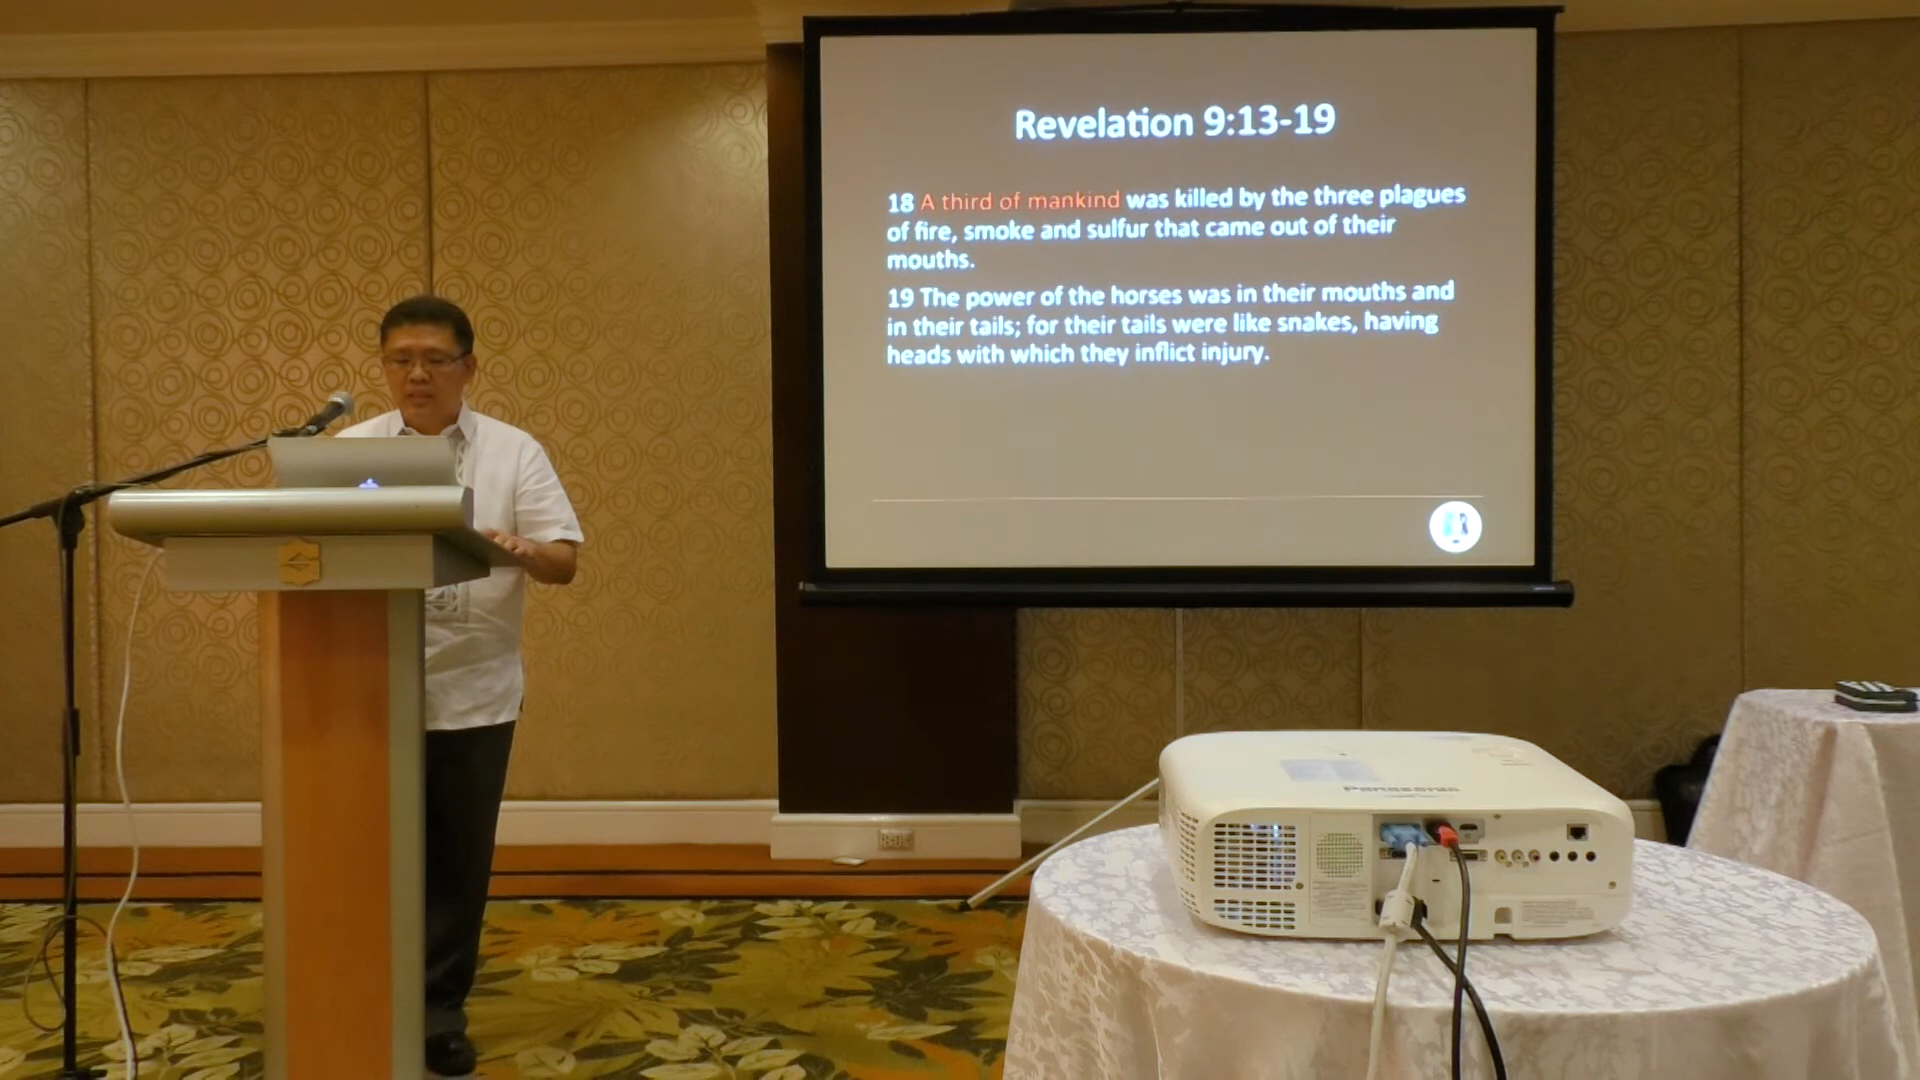 Revelation 9:13-19
18 A third of mankind was killed by the three plagues
of fire, smoke and sulfur that came out of their
mouths.
19 The power of the horses was in their mouths and
in their tails; for their tails were like snakes, having
heads with which they inflict injury.
Panasonic